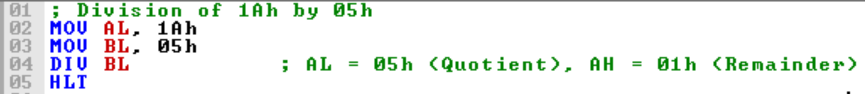 01 ; Division of 1Ah by 05h
02 MOV AL, 1Ah
03 MOV BL, 05h
04 DIV BL ; AL = 05h (Quotient), AH = 01h (Remainder)
05 HLT